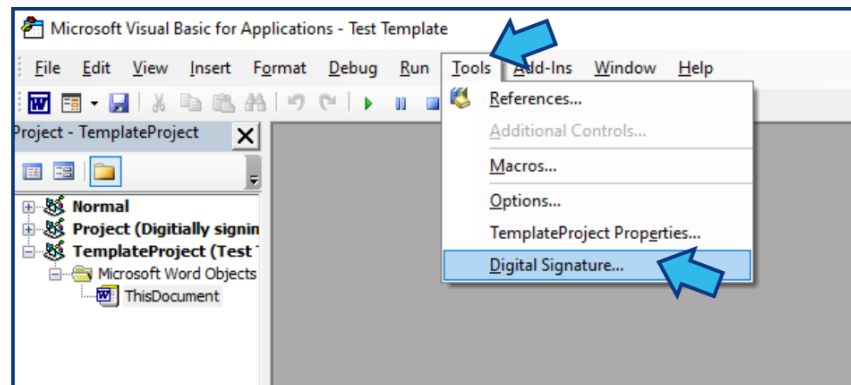 Microsoft Visual Basic for Applications - Test Template
File Edit View Insert Format Debug Run Tools Add-Ins Window Help
References...
Project - TemplateProject
Additional Controls...
Macros...
Normal
Options...
Project (Digitially signin
TemplateProject Properties...
TemplateProject (Test
Digital Signature...
Microsoft Word Objects
ThisDocument